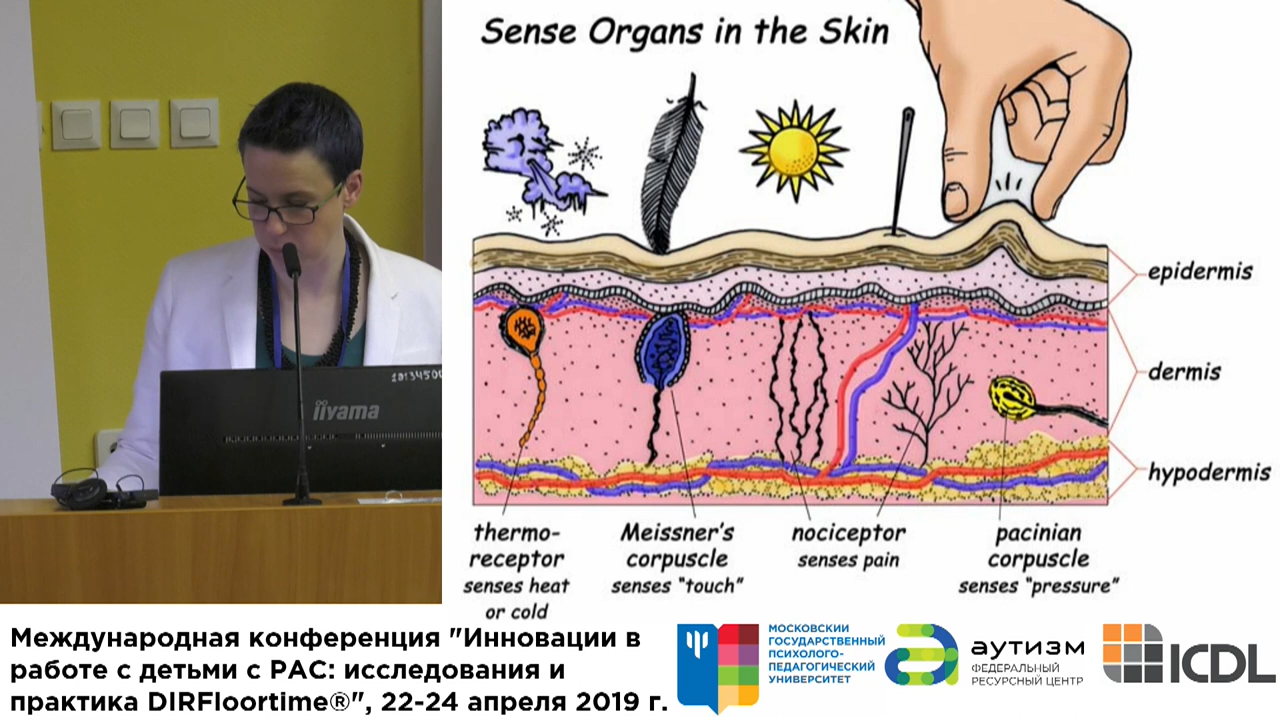 Sense Organs in the Skin
epidermis
dermis
hypodermis
thermo-
receptor
senses heat
or cold
Meissner's
corpuscle
senses "touch"
nociceptor
senses pain
pacinian
corpuscle
senses "pressure"
iiyama
Международная конференция "Инновации в
работе с детьми с РАС: исследования и
практика DIRFloortime®", 22-24 апреля 2019 г.
МОСКОВСКИЙ
ГОСУДАРСТВЕННЫЙ
ПСИХОЛОГО-
ПЕДАГОГИЧЕСКИЙ
УНИВЕРСИТЕТ
аутизм
ФЕДЕРАЛЬНЫЙ
РЕСУРСНЫЙ ЦЕНТР
ICDL